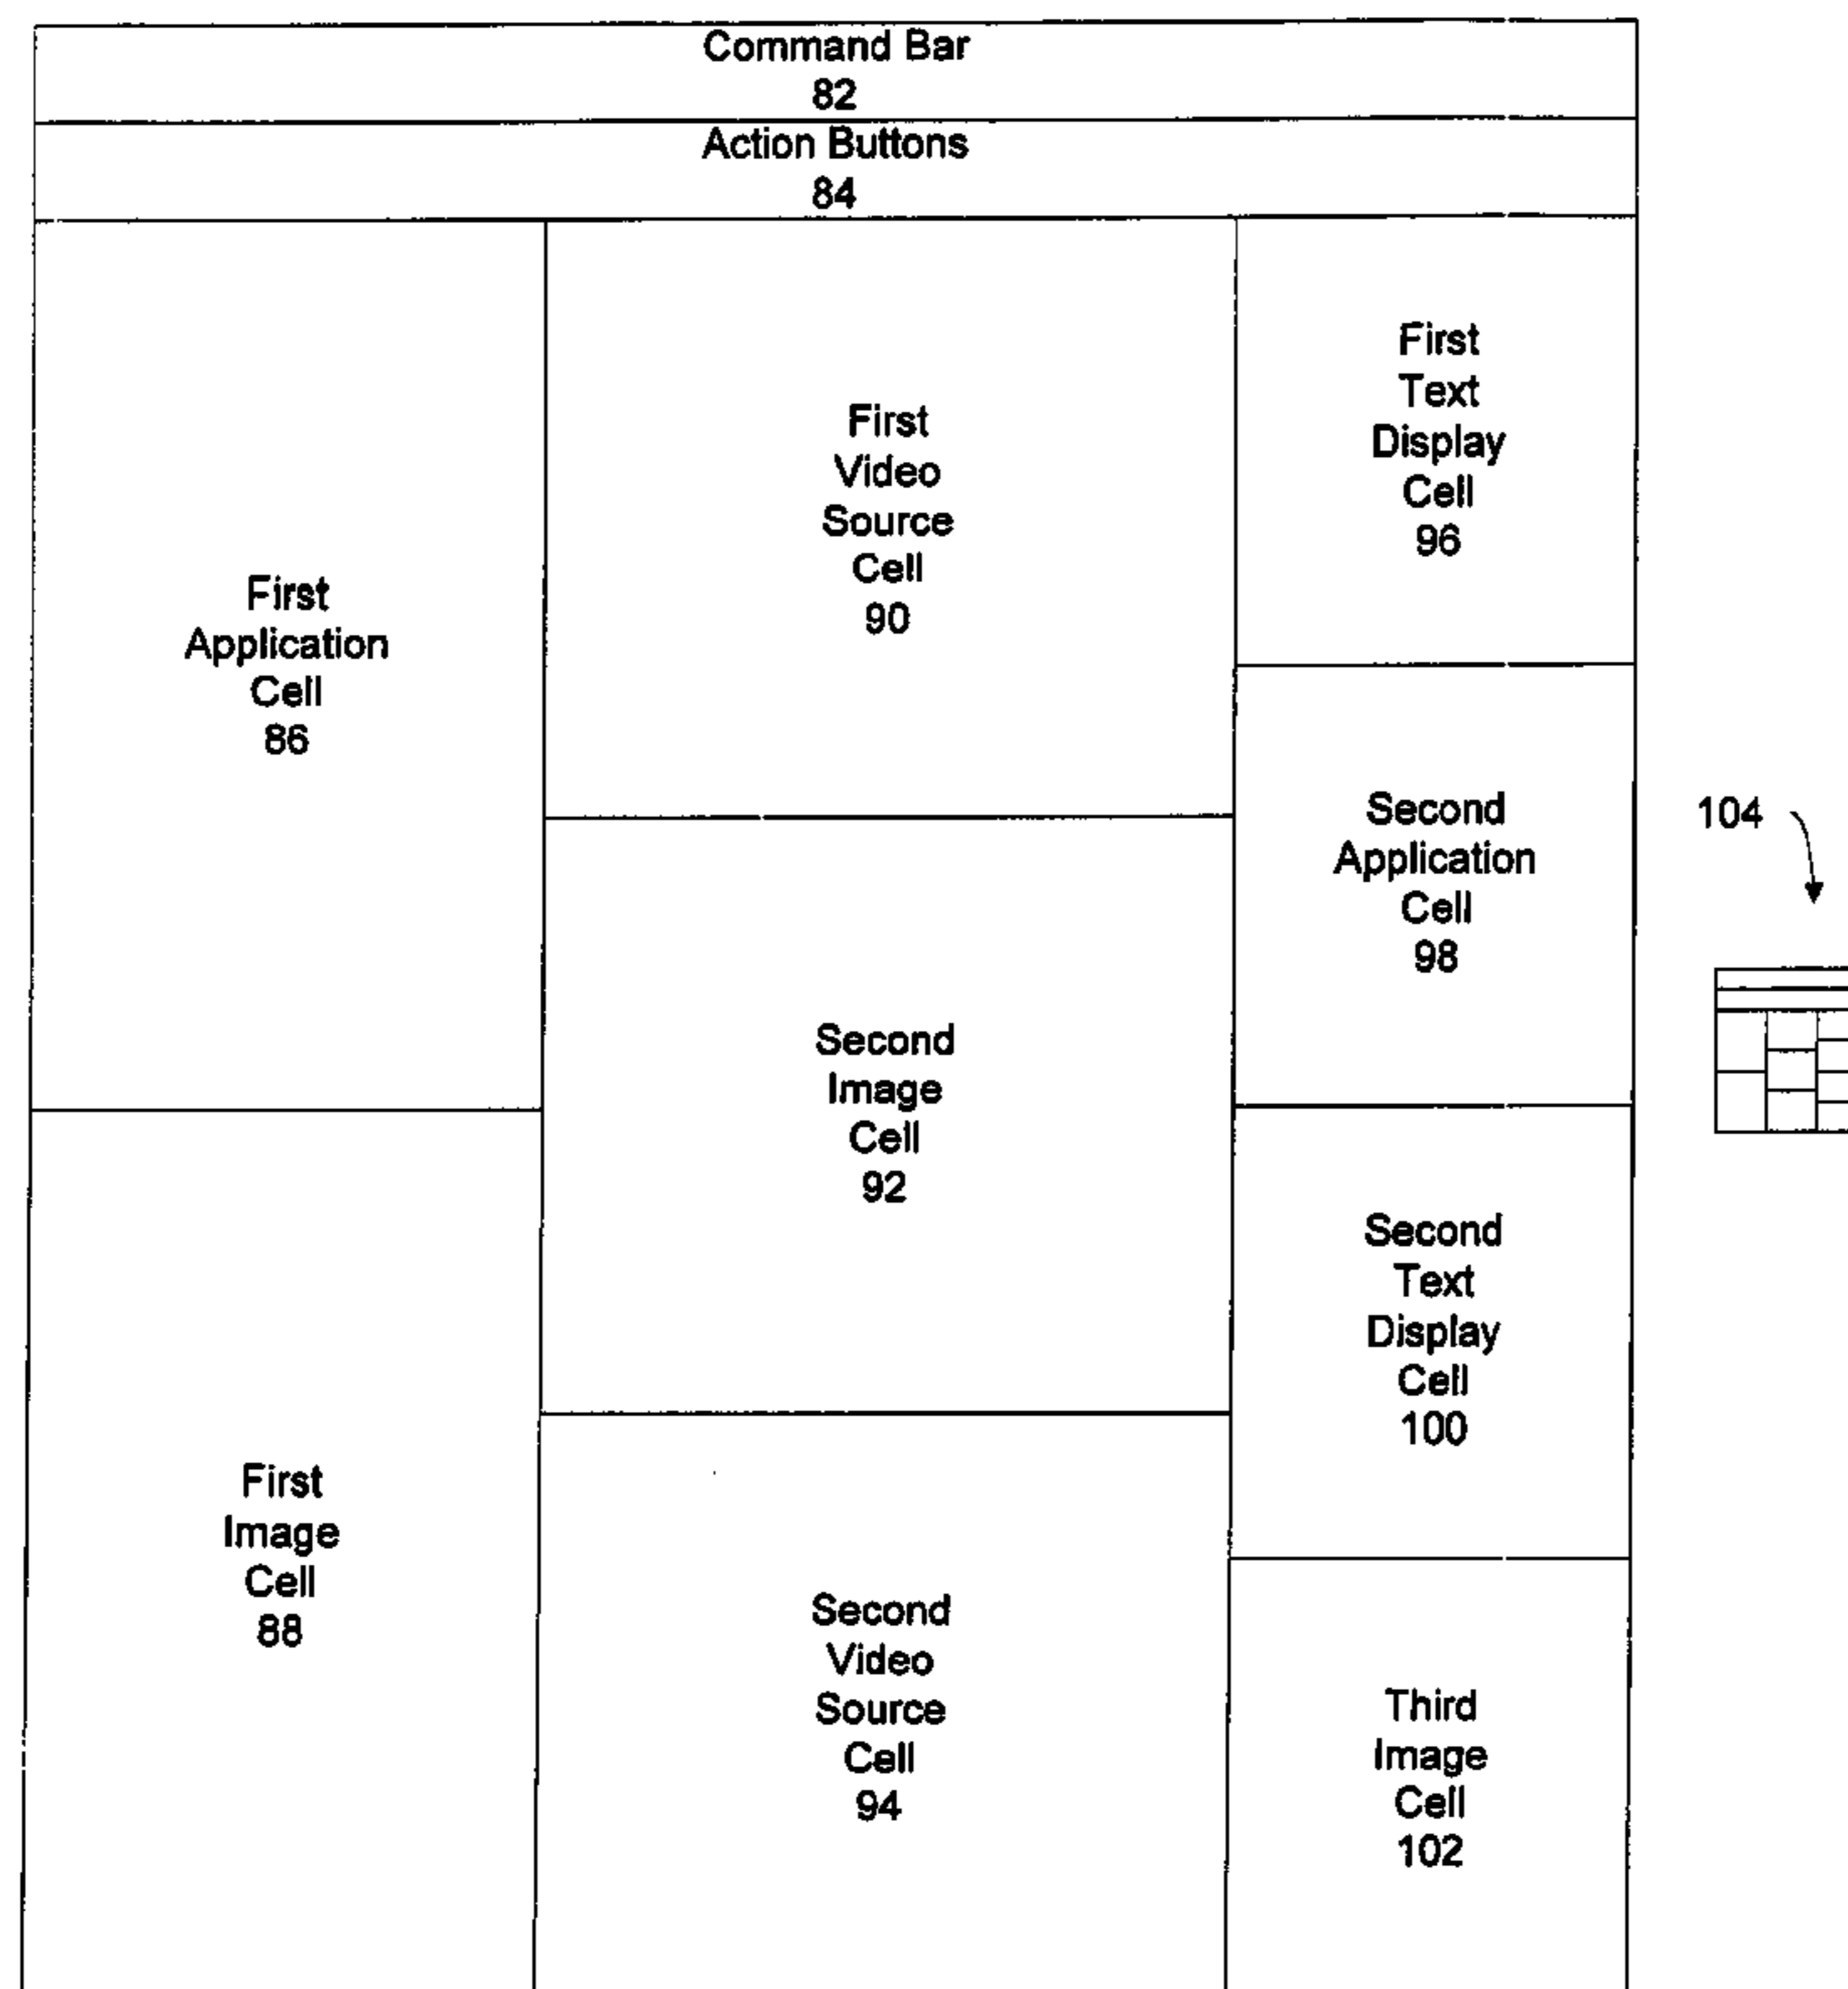 Command Bar
82
Action Buttons
84
First
Application
Cell
86
First
Image
Cell
88
First
Video
Source
Cell
90
Second
Image
Cell
92
Second
Video
Source
Cell
94
First
Text
Display
Cell
96
Second
Application
Cell
98
Second
Text
Display
Cell
100
Third
Image
Cell
102
104